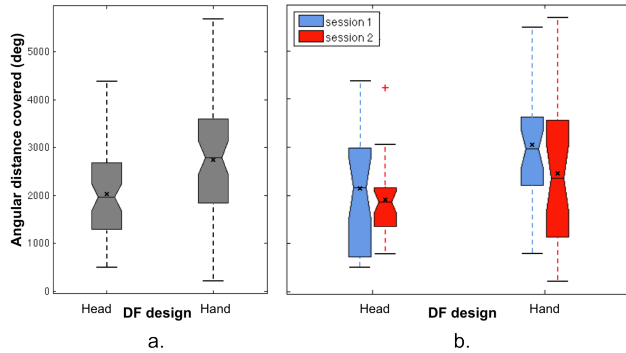 Angular distance covered (deg)
5000
4000
3000
2000
1000
0
Head
DF design
Hand
a.
session 1
session 2
Head
DF design
Hand
b.